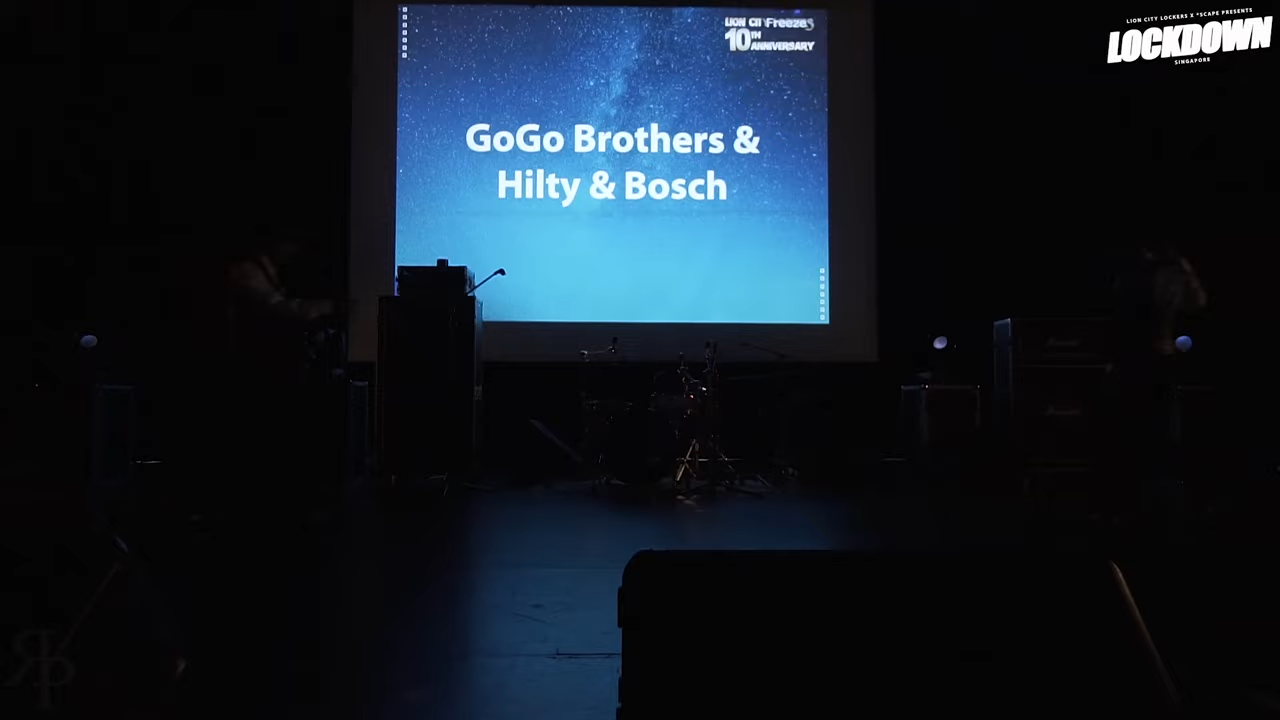 LION CITY LOCKERS X *SCAPE PRESENTS
LOCKDOWN
SINGAPORE
10TH ANNIVERSARY
GoGo Brothers &
Hilty & Bosch